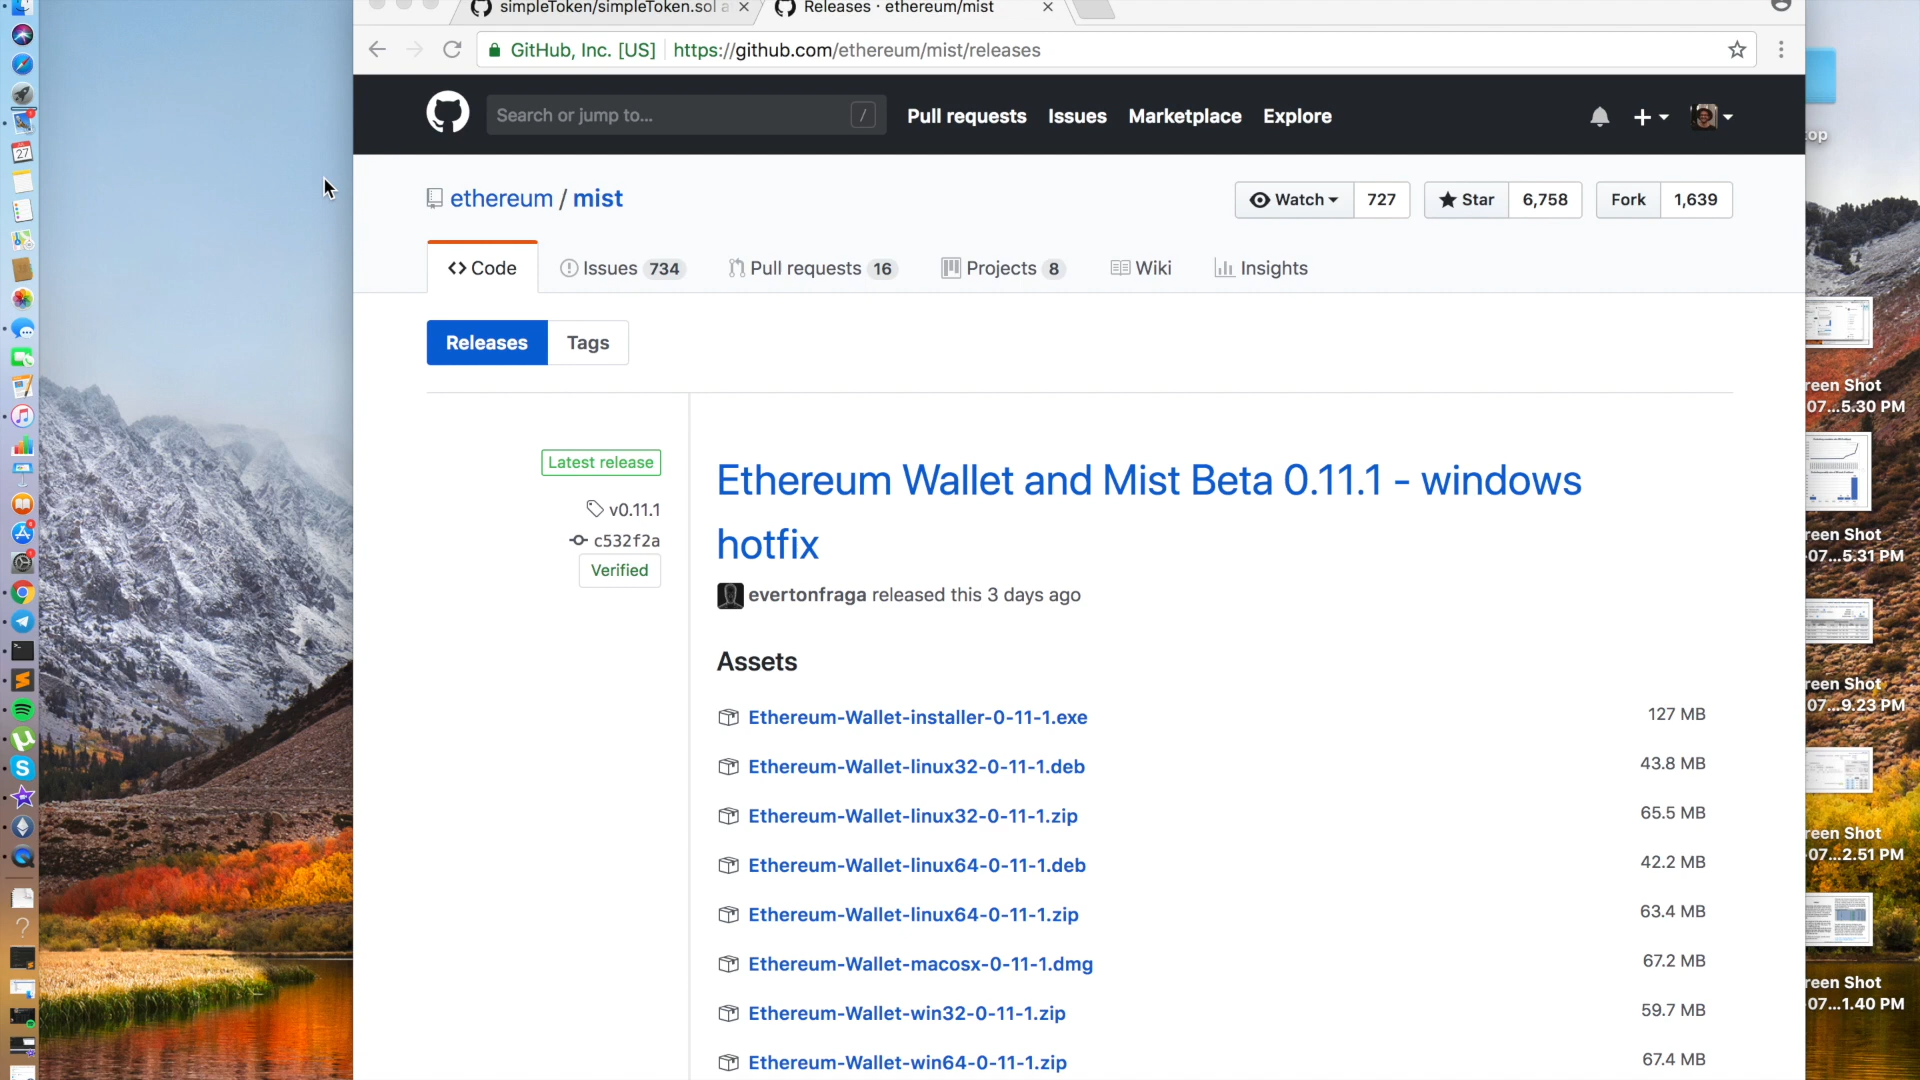 simpleToken/simpleToken.sol a
Releases · ethereum/mist
GitHub, Inc. [US]
https://github.com/ethereum/mist/releases
Search or jump to...
/
Pull requests
Issues
Marketplace
Explore
ethereum / mist
Watch
727
Star
6,758
Fork
1,639
Code
Issues 734
Pull requests 16
Projects 8
Wiki
Insights
Releases
Tags
Latest release
v0.11.1
c532f2a
Verified
Ethereum Wallet and Mist Beta 0.11.1 - windows
hotfix
evertonfraga released this 3 days ago
Assets
Ethereum-Wallet-installer-0-11-1.exe
127 MB
Ethereum-Wallet-linux32-0-11-1.deb
43.8 MB
Ethereum-Wallet-linux32-0-11-1.zip
65.5 MB
Ethereum-Wallet-linux64-0-11-1.deb
42.2 MB
Ethereum-Wallet-linux64-0-11-1.zip
63.4 MB
Ethereum-Wallet-macosx-0-11-1.dmg
67.2 MB
Ethereum-Wallet-win32-0-11-1.zip
59.7 MB
Ethereum-Wallet-win64-0-11-1.zip
67.4 MB
27
top
reen Shot
07...5.30 PM
reen Shot
-07...5.31 PM
reen Shot
07...9.23 PM
reen Shot
-07...2.51 PM
reen Shot
-07...1.40 PM